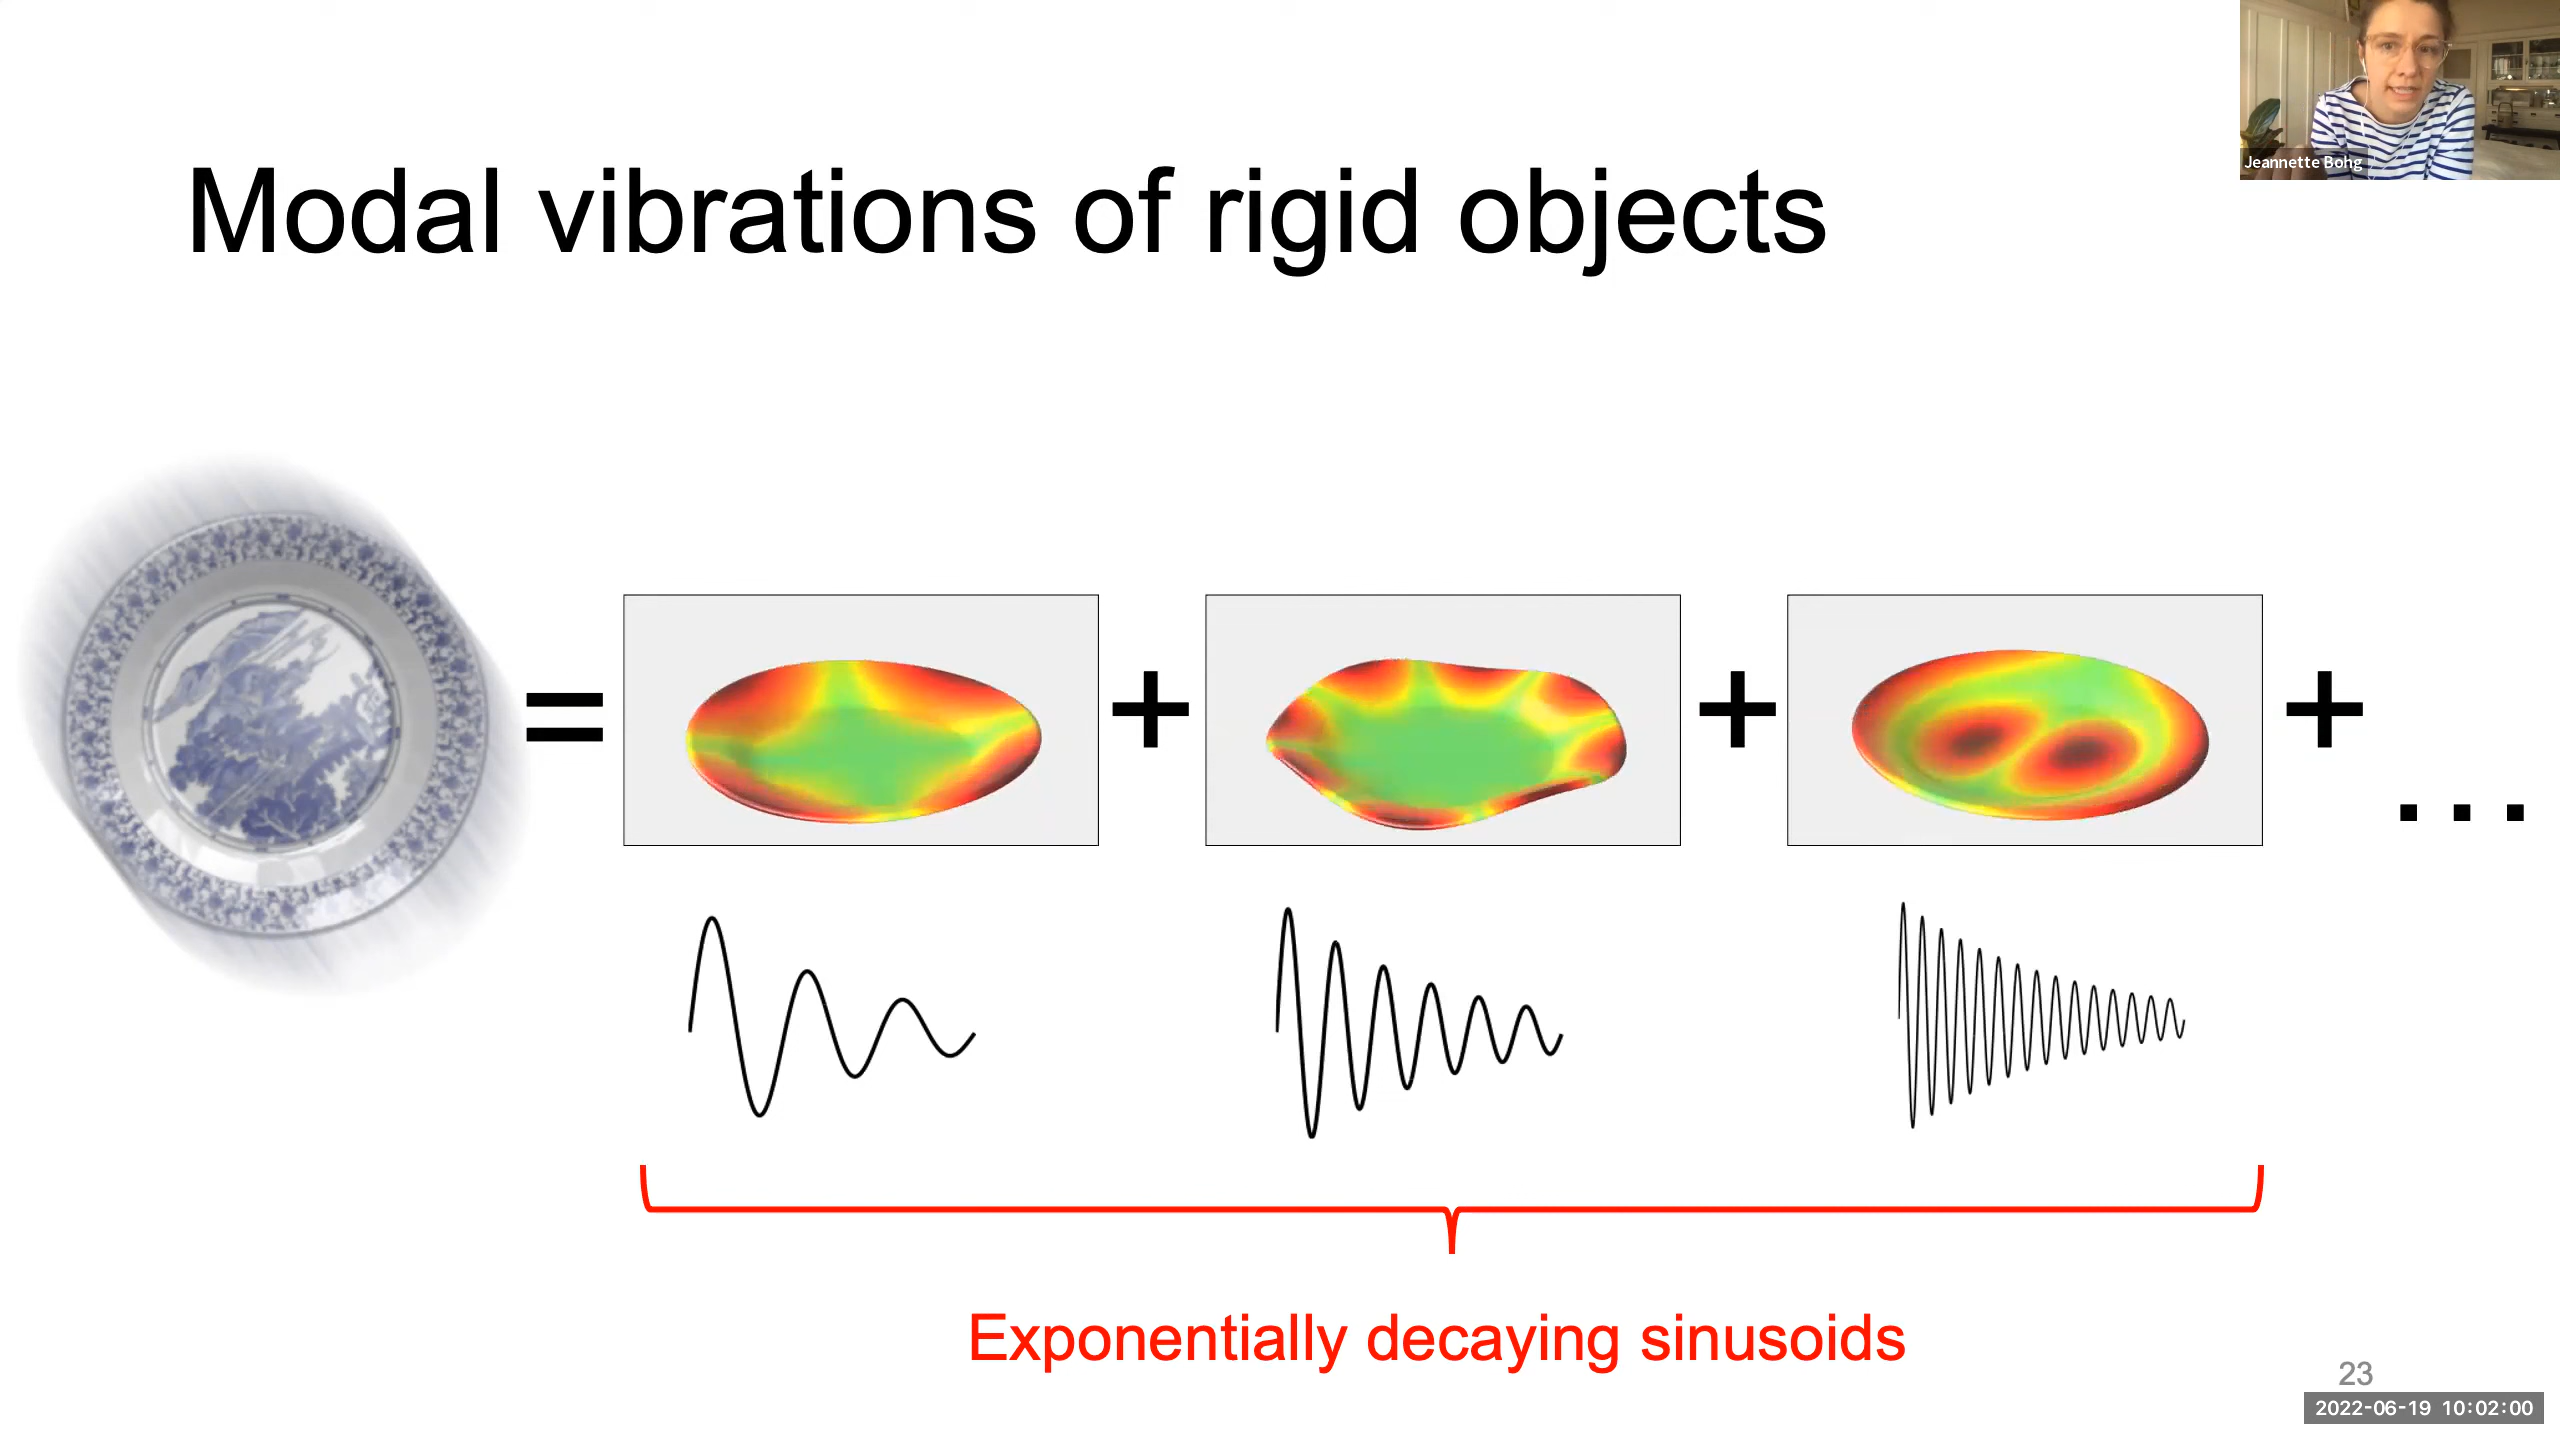 Jeannette Bohg
Modal vibrations of rigid objects
= + + + ...
Exponentially decaying sinusoids
23
2022-06-19 10:02:00